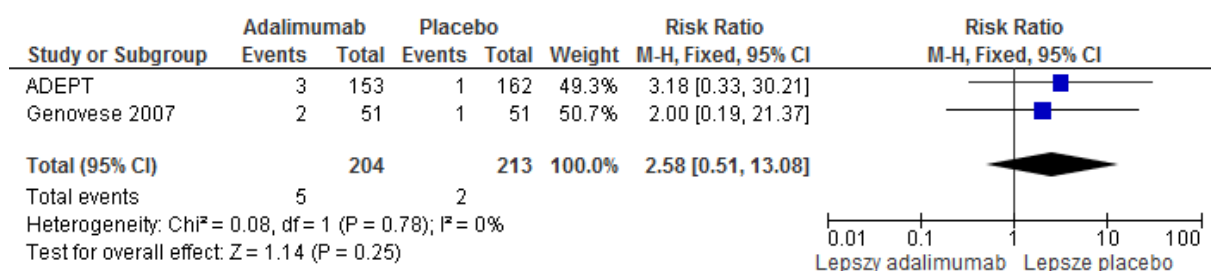 Adalimumab Placebo Risk Ratio Risk Ratio
Study or Subgroup Events Total Events Total Weight M-H, Fixed, 95% CI M-H, Fixed, 95% CI
ADEPT 3 153 1 162 49.3% 3.18 [0.33, 30.21]
Genovese 2007 2 51 1 51 50.7% 2.00 [0.19, 21.37]
Total (95% CI) 204 213 100.0% 2.58 [0.51, 13.08]
Total events 5 2
Heterogeneity: Chi² = 0.08, df = 1 (P = 0.78); I² = 0%
Test for overall effect: Z = 1.14 (P = 0.25)
0.01 0.1 1 10 100
Lepszy adalimumab Lepsze placebo